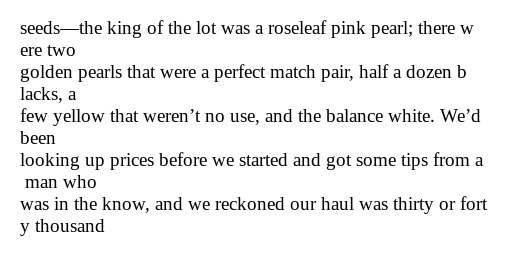 seeds—the king of the lot was a roseleaf pink pearl; there w
ere two
golden pearls that were a perfect match pair, half a dozen b
lacks, a
few yellow that weren’t no use, and the balance white. We’d
been
looking up prices before we started and got some tips from a
man who
was in the know, and we reckoned our haul was thirty or fort
y thousand